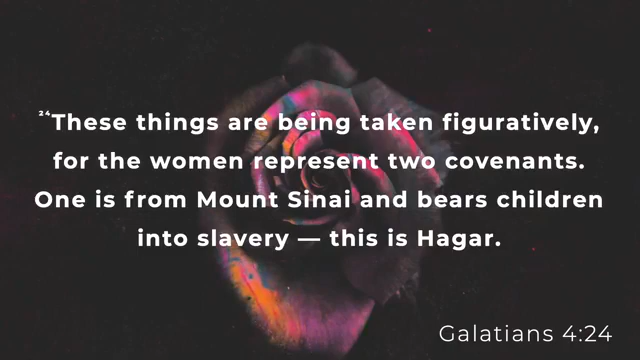 ²⁴These things are being taken figuratively,
for the women represent two covenants.
One is from Mount Sinai and bears children
into slavery — this is Hagar.
Galatians 4:24